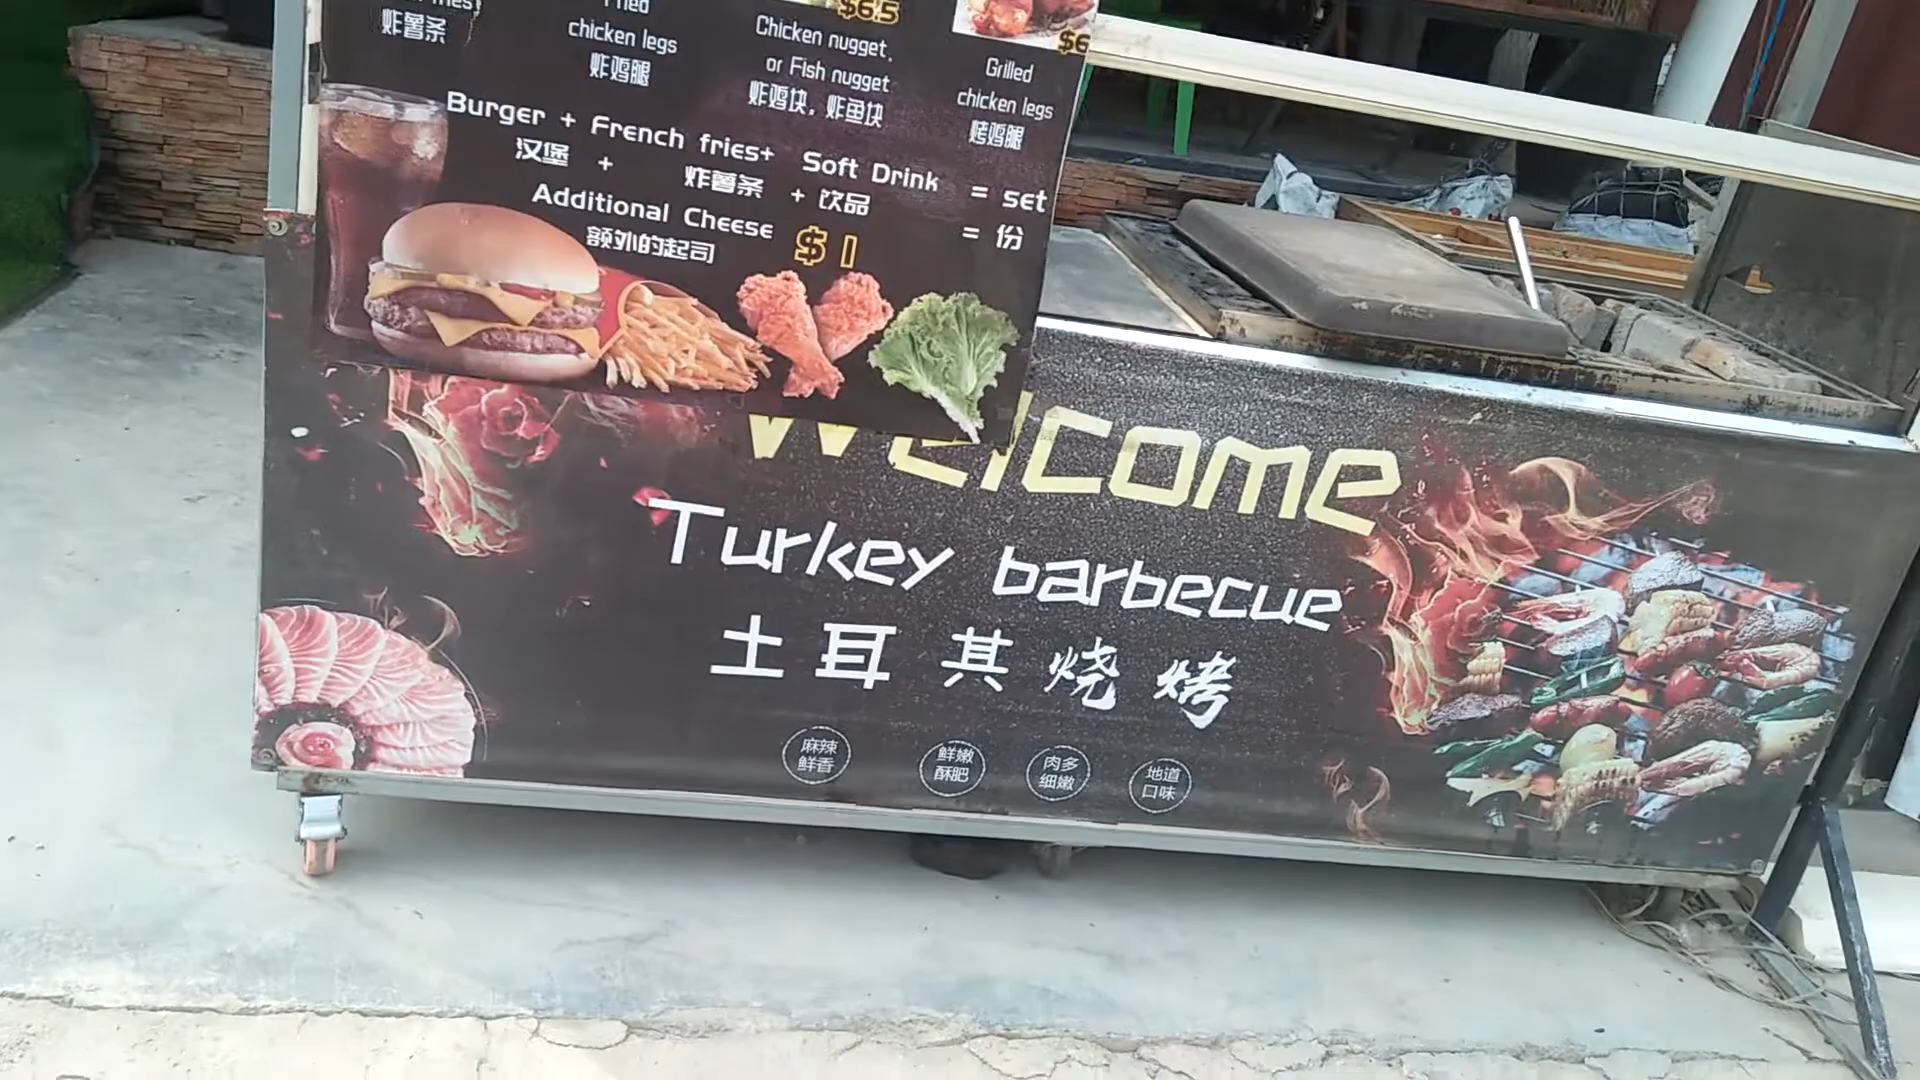 $6.5
$6
fries
炸薯条
Fried
chicken legs
炸鸡腿
Chicken nugget,
or Fish nugget
炸鸡块，炸鱼块
Grilled
chicken legs
烤鸡腿
Burger + French fries+ Soft Drink = set
汉堡 + 炸薯条 + 饮品 = 份
Additional Cheese
额外的起司
$1
Welcome
Turkey barbecue
土耳其烧烤
麻辣
鲜香
鲜嫩
酥肥
肉多
细嫩
地道
口味